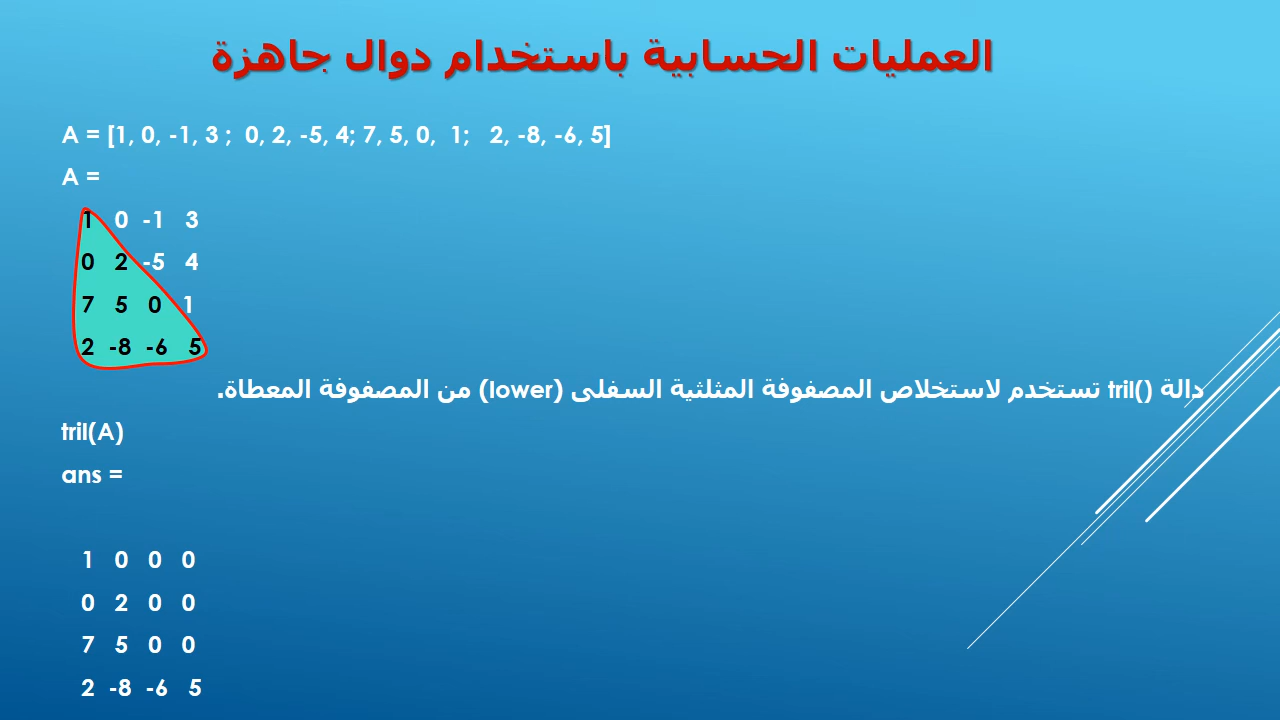 العمليات الحسابية باستخدام دوال جاهزة
A = [1, 0, -1, 3 ; 0, 2, -5, 4; 7, 5, 0, 1; 2, -8, -6, 5]
A =
1 0 -1 3
0 2 -5 4
7 5 0 1
2 -8 -6 5
دالة tril() تستخدم لاستخلاص المصفوفة المثلثية السفلى (lower) من المصفوفة المعطاة.
tril(A)
ans =
1 0 0 0
0 2 0 0
7 5 0 0
2 -8 -6 5